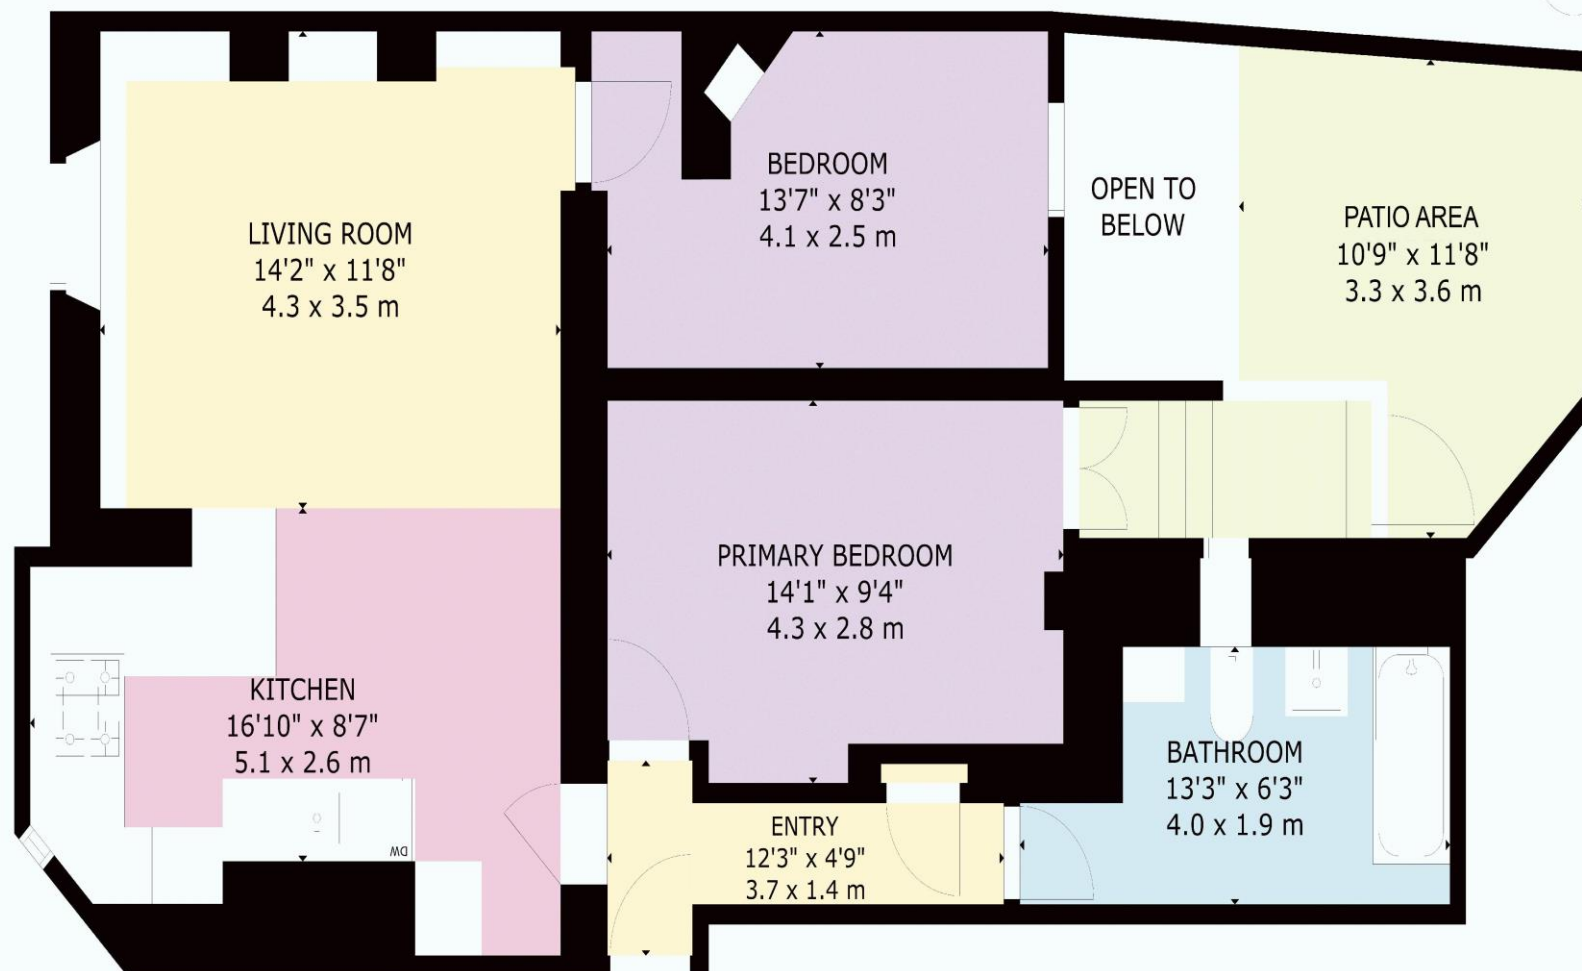 LIVING ROOM
14'2" x 11'8"
4.3 x 3.5 m
BEDROOM
13'7" x 8'3"
4.1 x 2.5 m
OPEN TO
BELOW
PATIO AREA
10'9" x 11'8"
3.3 x 3.6 m
PRIMARY BEDROOM
14'1" x 9'4"
4.3 x 2.8 m
KITCHEN
16'10" x 8'7"
5.1 x 2.6 m
DW
ENTRY
12'3" x 4'9"
3.7 x 1.4 m
BATHROOM
13'3" x 6'3"
4.0 x 1.9 m